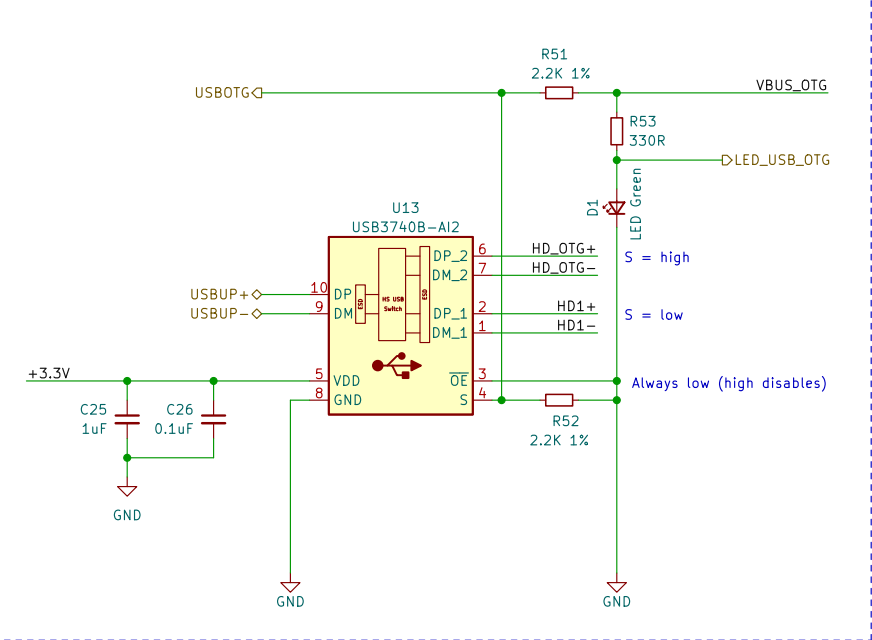 R51
2.2K 1%
USBOTG
VBUS_OTG
R53
330R
LED_USB_OTG
D1
LED Green
U13
USB3740B-AI2
6 HD_OTG+
DP_2
S = high
7 HD_OTG-
DM_2
USBUP+
10
DP
ESD
HS USB
Switch
ESD
USBUP-
9
DM
2 HD1+
DP_1
S = low
1 HD1-
DM_1
+3.3V
5
VDD
OE
3
Always low (high disables)
8
GND
S
4
C25
1uF
C26
0.1uF
R52
2.2K 1%
GND
GND
GND